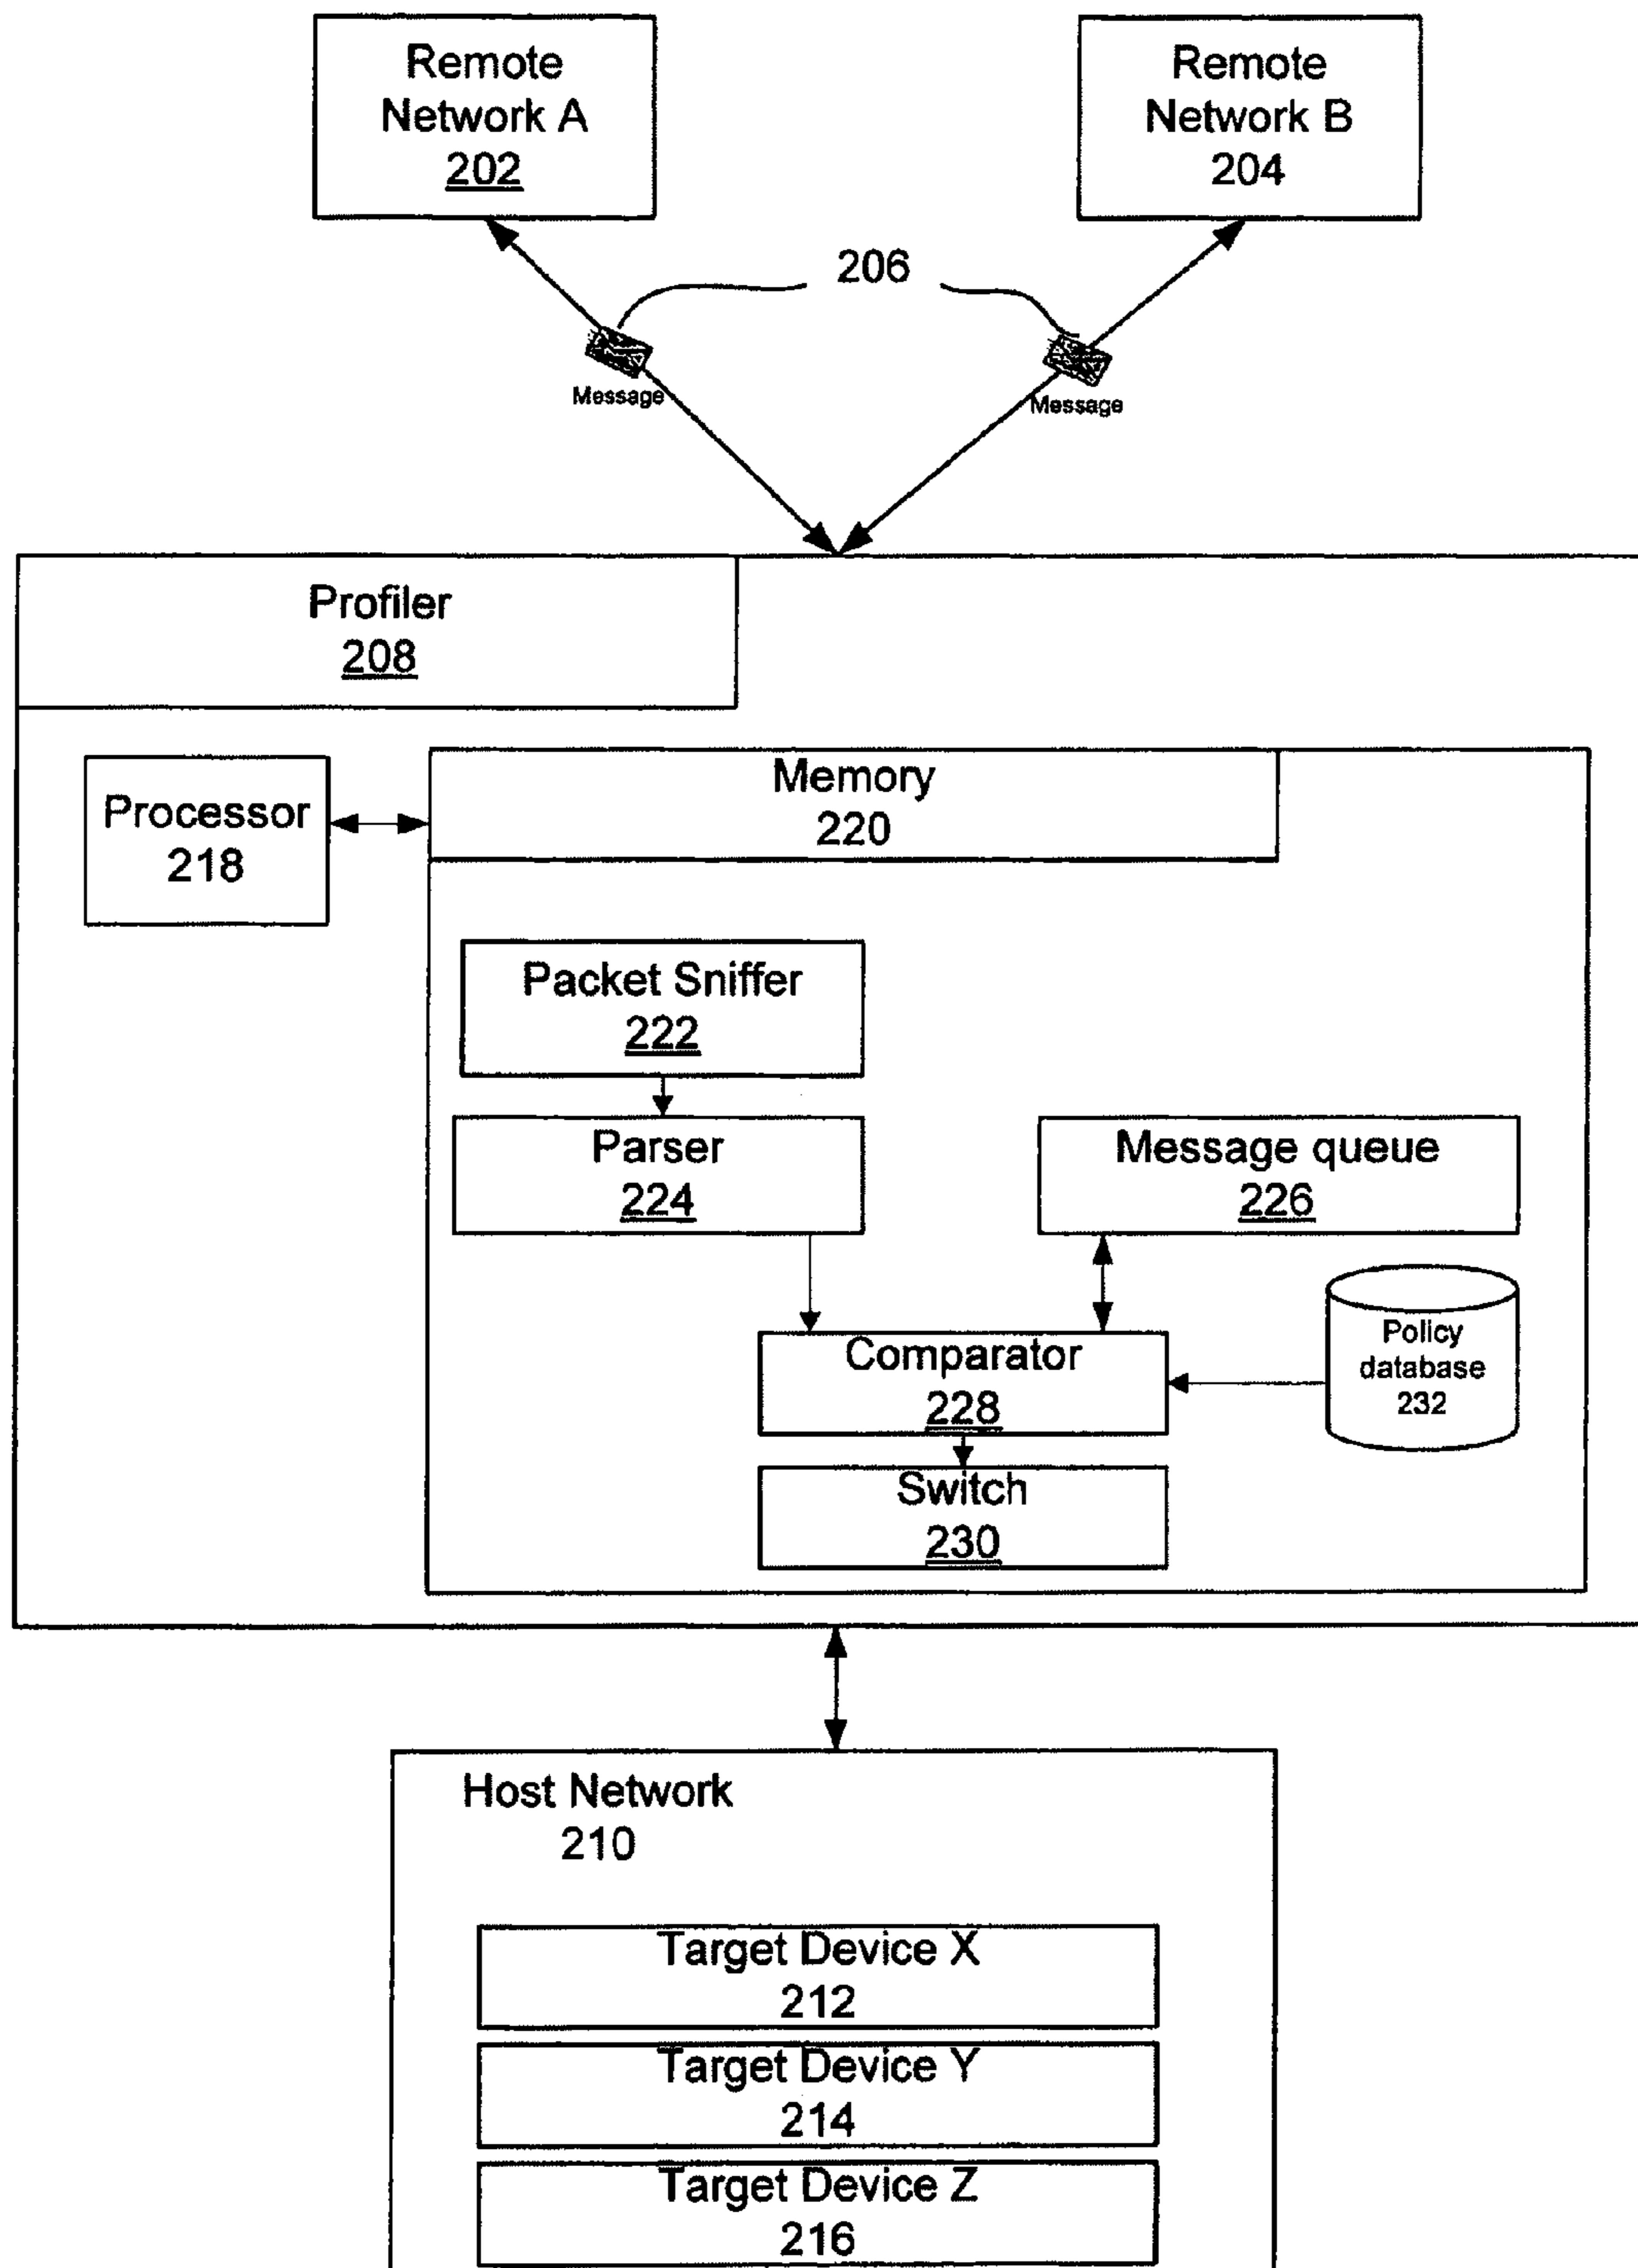 Remote
Network A
202
Remote
Network B
204
206
Message
Message
Profiler
208
Processor
218
Memory
220
Packet Sniffer
222
Parser
224
Message queue
226
Comparator
228
Policy
database
232
Switch
230
Host Network
210
Target Device X
212
Target Device Y
214
Target Device Z
216